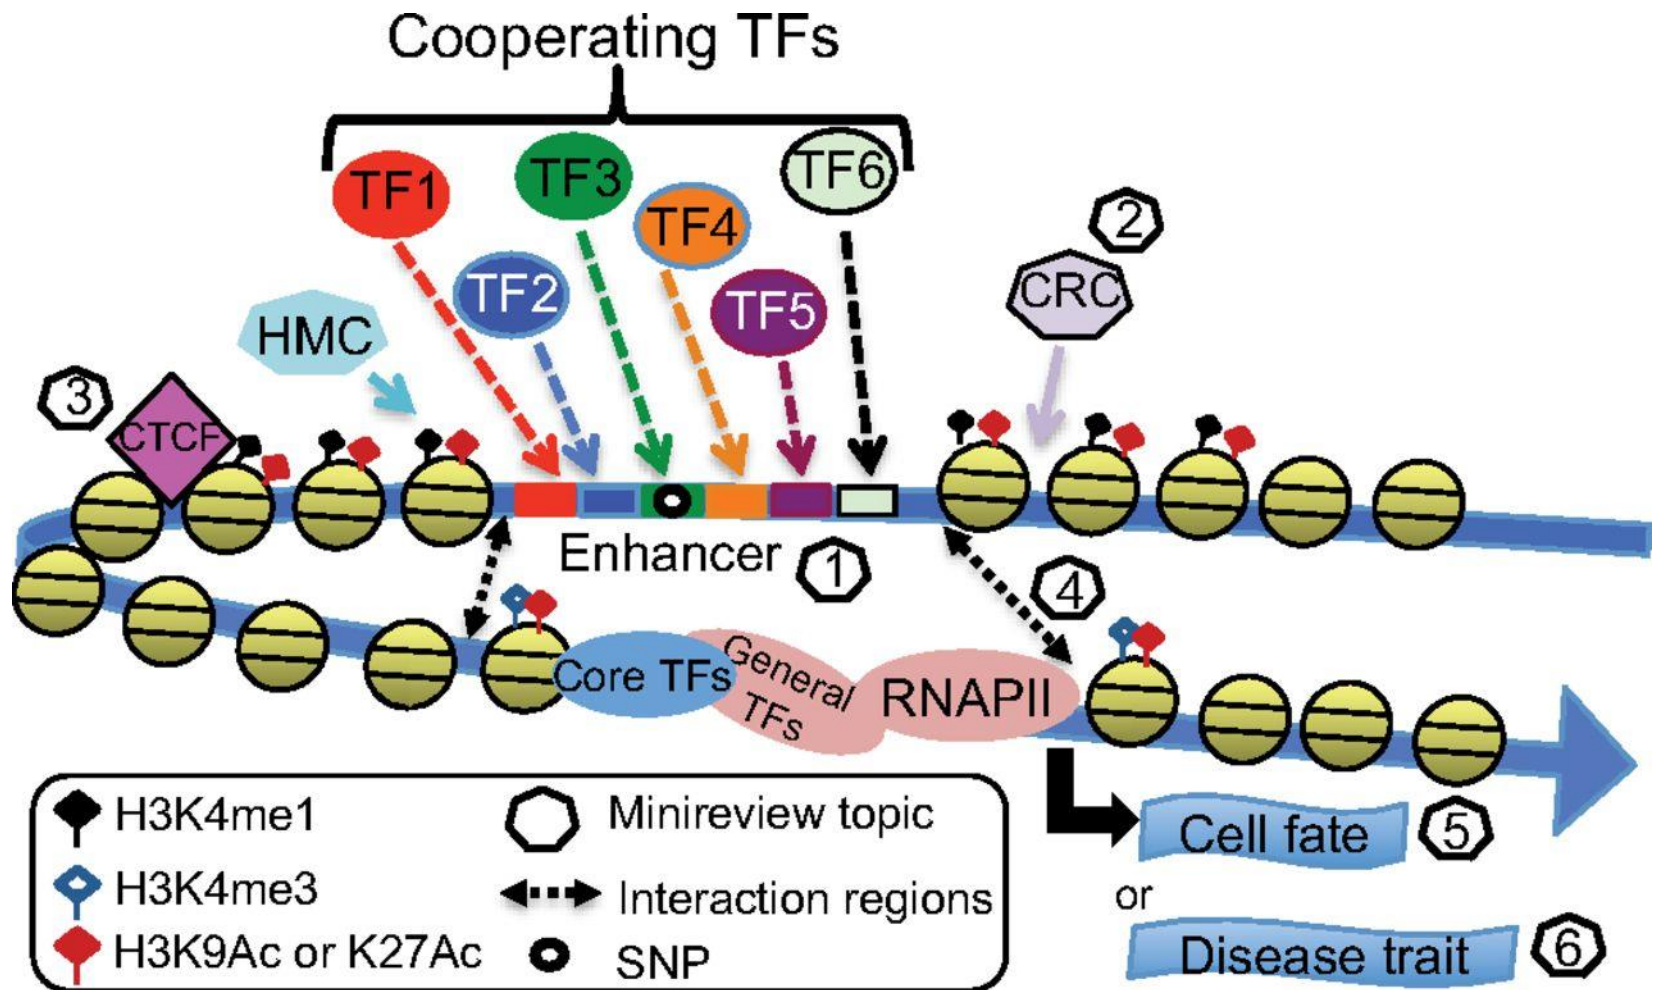 Cooperating TFs
TF1
TF3
TF6
TF4
TF2
TF5
2
CRC
HMC
3
CTCF
Enhancer
1
4
Core TFs
General
TFs
RNAPII
H3K4me1
H3K4me3
H3K9Ac or K27Ac
Minireview topic
Interaction regions
SNP
Cell fate
5
or
Disease trait
6